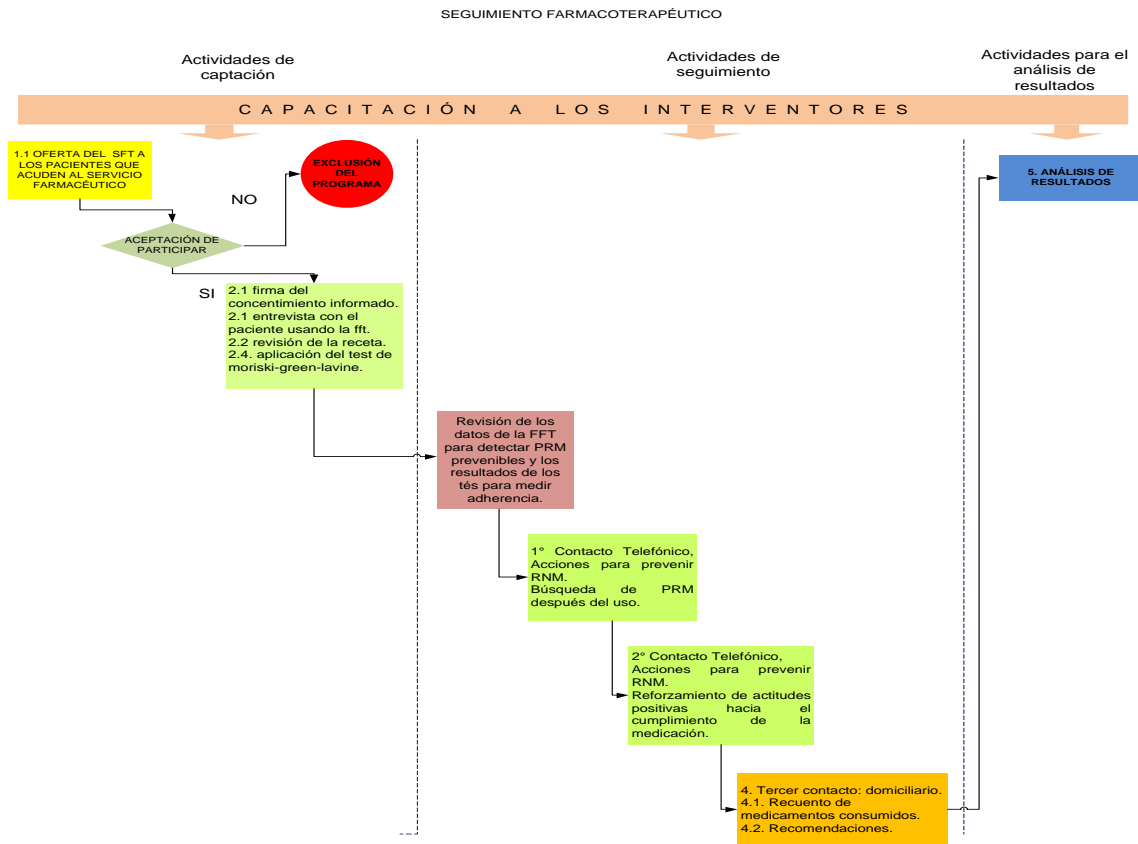 SEGUIMIENTO FARMACOTERAPÉUTICO
Actividades de
captación
Actividades de
seguimiento
Actividades para el
análisis de
resultados
CAPACITACIÓN A LOS INTERVENTORES
1.1 OFERTA DEL SFT A
LOS PACIENTES QUE
ACUDEN AL SERVICIO
FARMACÉUTICO
EXCLUSIÓN
DEL
PROGRAMA
5. ANÁLISIS DE
RESULTADOS
NO
ACEPTACIÓN DE
PARTICIPAR
SI
2.1 firma del
concentimiento informado.
2.1 entrevista con el
paciente usando la fft.
2.2 revisión de la receta.
2.4. aplicación del test de
moriski-green-lavine.
Revisión de los
datos de la FFT
para detectar PRM
prevenibles y los
resultados de los
tés para medir
adherencia.
1° Contacto Telefónico,
Acciones para prevenir
RNM.
Búsqueda de PRM
después del uso.
2° Contacto Telefónico,
Acciones para prevenir
RNM.
Reforzamiento de actitudes
positivas hacia el
cumplimiento de la
medicación.
4. Tercer contacto: domiciliario.
4.1. Recuento de
medicamentos consumidos.
4.2. Recomendaciones.